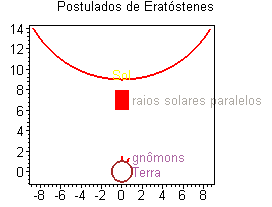 Postulados de Eratóstenes
14
12
Sol
10
8
raios solares paralelos
6
4
2
gnômons
0
Terra
-8 -6 -4 -2 0 2 4 6 8